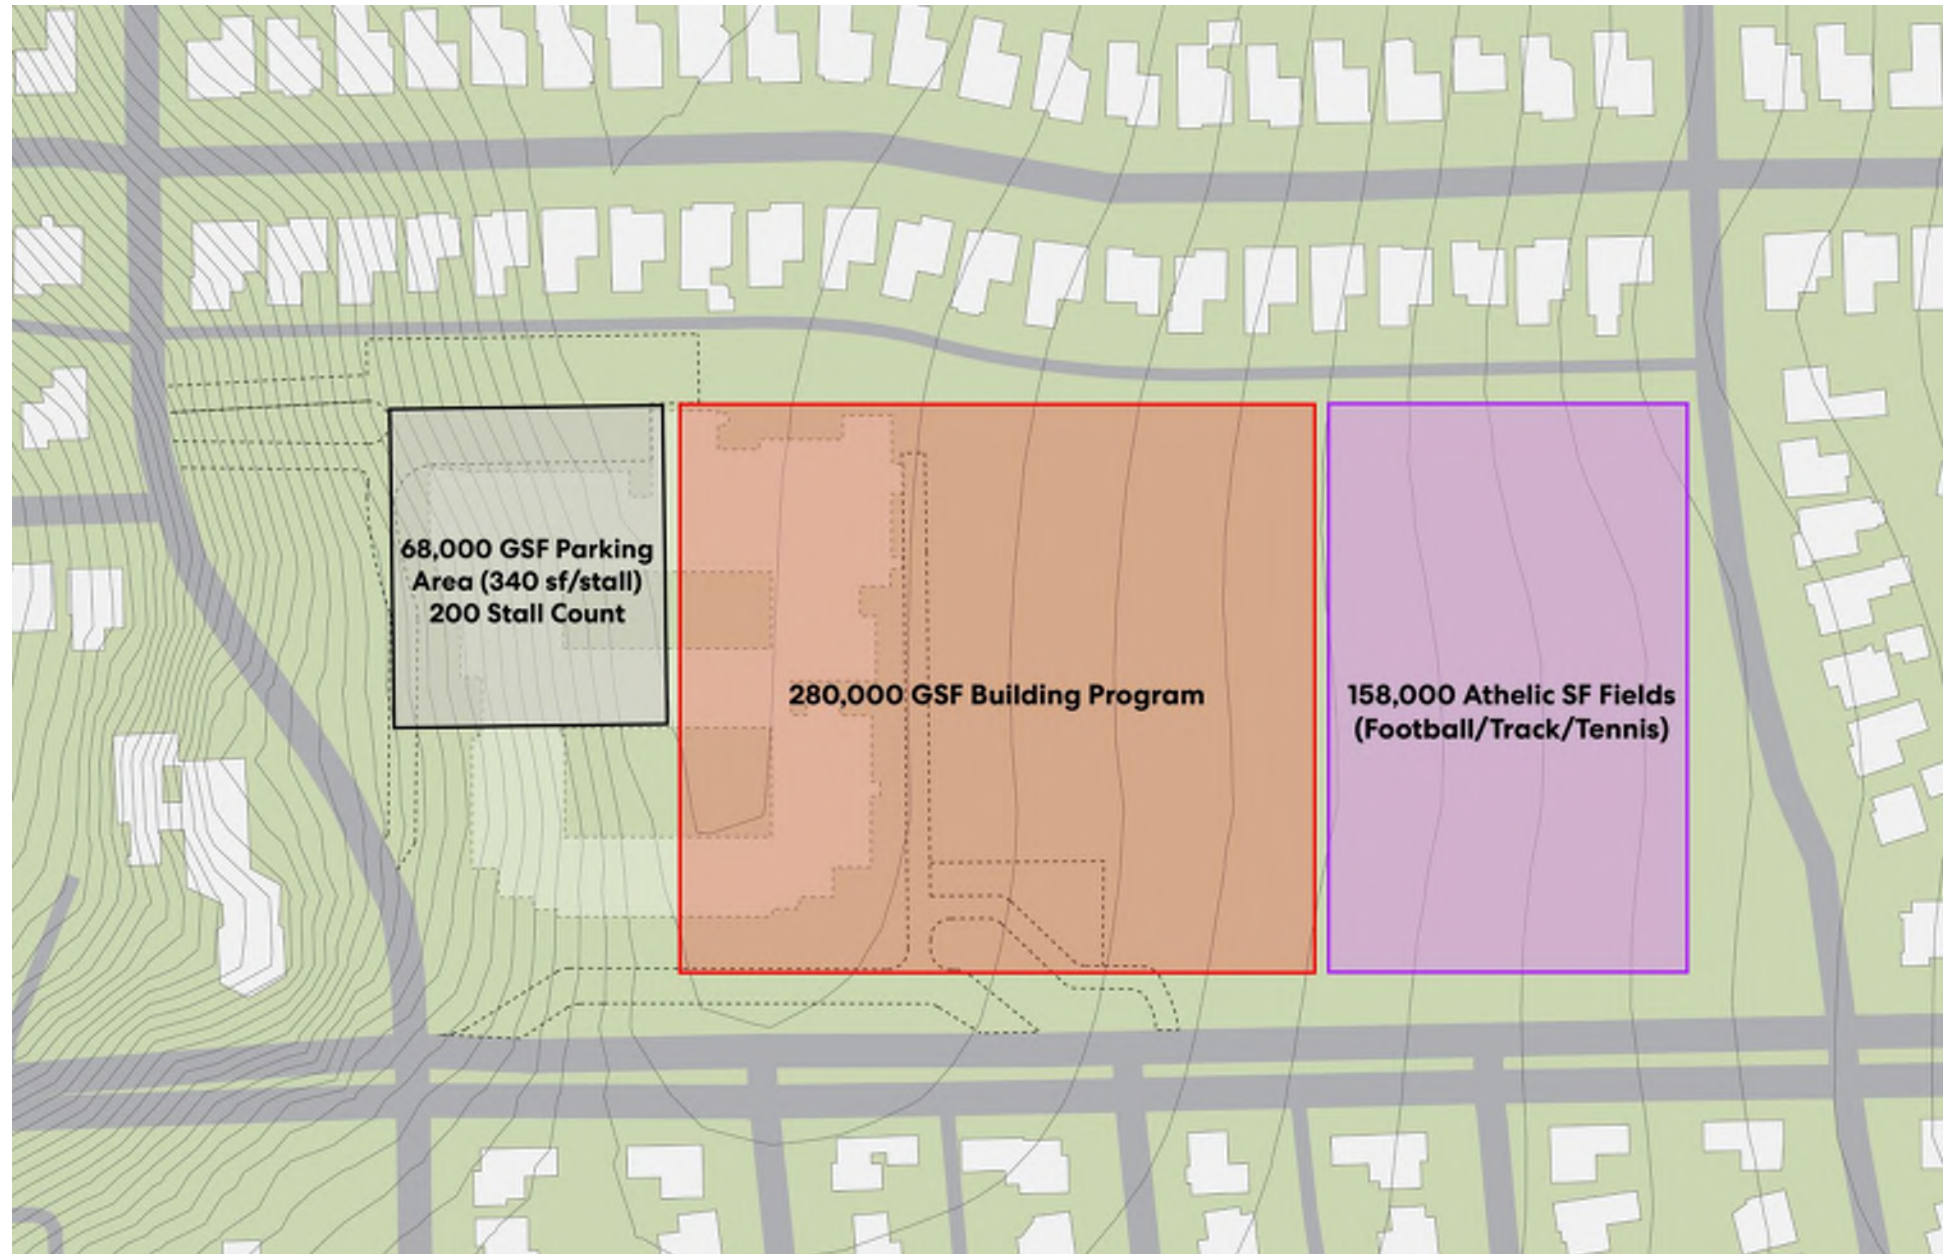 68,000 GSF Parking
Area (340 sf/stall)
200 Stall Count
280,000 GSF Building Program
158,000 Athelic SF Fields
(Football/Track/Tennis)